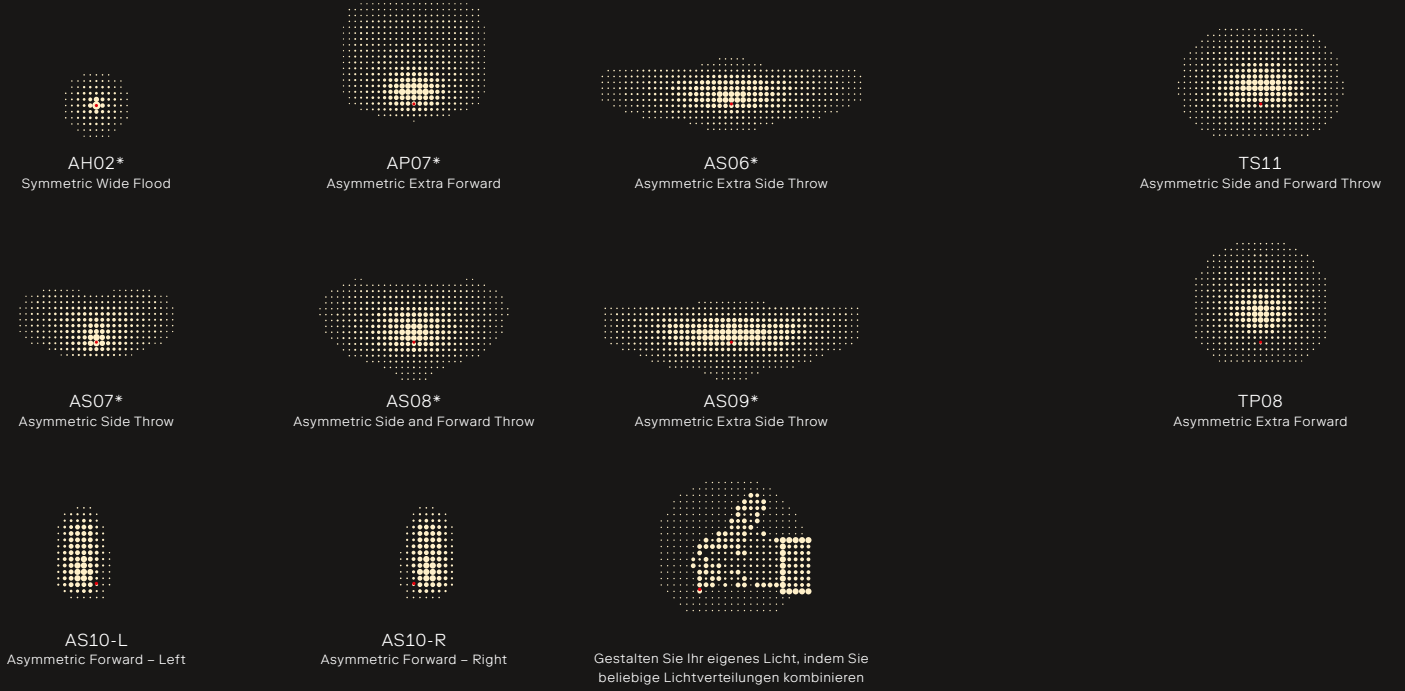 AH02*
Symmetric Wide Flood
AP07*
Asymmetric Extra Forward
AS06*
Asymmetric Extra Side Throw
TS11
Asymmetric Side and Forward Throw
AS07*
Asymmetric Side Throw
AS08*
Asymmetric Side and Forward Throw
AS09*
Asymmetric Extra Side Throw
TP08
Asymmetric Extra Forward
AS10-L
Asymmetric Forward – Left
AS10-R
Asymmetric Forward – Right
Gestalten Sie Ihr eigenes Licht, indem Sie
beliebige Lichtverteilungen kombinieren